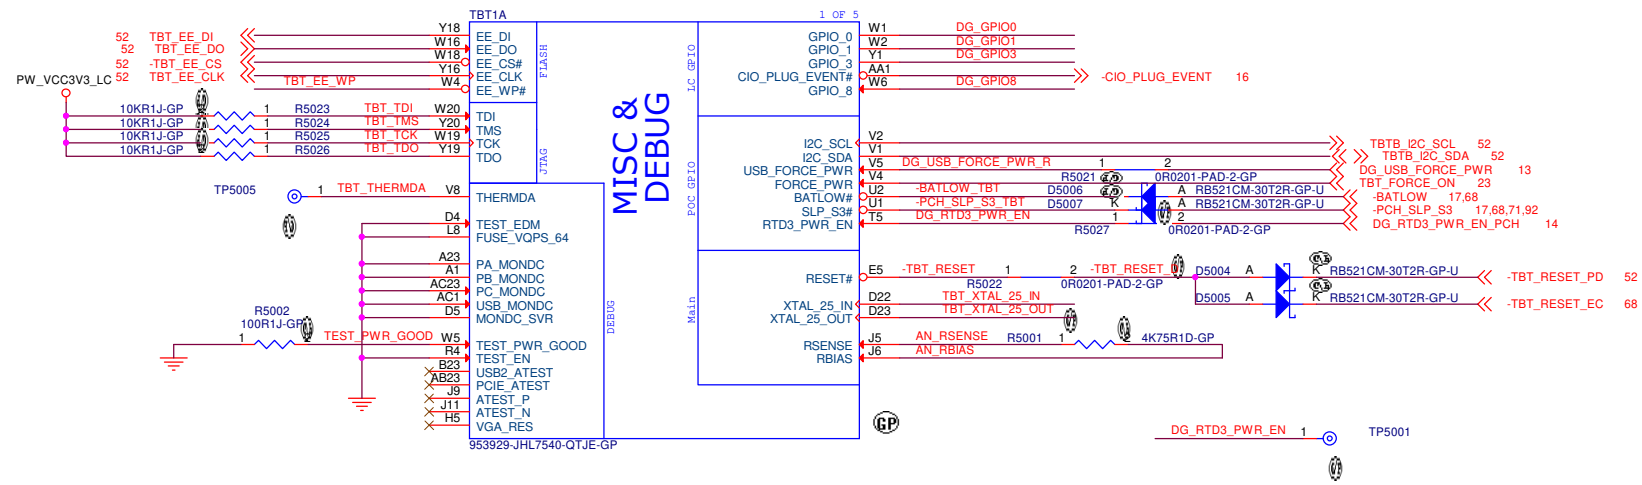 TBT1A 1 OF 5
52 TBT_EE_DI Y18 EE_DI
52 TBT_EE_DO W16 EE_DO
52 -TBT_EE_CS W18 EE_CS#
52 TBT_EE_CLK Y16 EE_CLK
TBT_EE_WP W4 EE_WP#
FLASH
PW_VCC3V3_LC
10KR1J-GP 1 R5023 TBT_TDI W20 TDI
10KR1J-GP 1 R5024 TBT_TMS Y20 TMS
10KR1J-GP 1 R5025 TBT_TCK W19 TCK
10KR1J-GP 1 R5026 TBT_TDO Y19 TDO
JTAG
TP5005 1 TBT_THERMDA V8 THERMDA
D4 TEST_EDM
L8 FUSE_VQPS_64
A23 PA_MONDC
A1 PB_MONDC
AC23 PC_MONDC
AC1 USB_MONDC
D5 MONDC_SVR
R5002
100R1J-GP
1 TEST_PWR_GOOD W5 TEST_PWR_GOOD
R4 TEST_EN
B23 USB2_ATEST
AB23 PCIE_ATEST
J9 ATEST_P
J11 ATEST_N
H5 VGA_RES
DEBUG
953929-JHL7540-QTJE-GP
MISC &
DEBUG
LC GPIO
GPIO_0 W1 DG_GPIO0
GPIO_1 W2 DG_GPIO1
GPIO_3 Y1 DG_GPIO3
CIO_PLUG_EVENT# AA1 -CIO_PLUG_EVENT 16
GPIO_8 W6 DG_GPIO8
POC GPIO
I2C_SCL V2 TBTB_I2C_SCL 52
I2C_SDA V1 TBTB_I2C_SDA 52
USB_FORCE_PWR V5 DG_USB_FORCE_PWR_R 1 2 DG_USB_FORCE_PWR 13
R5021 0R0201-PAD-2-GP
FORCE_PWR V4 TBT_FORCE_ON 23
BATLOW# U2 -BATLOW_TBT D5006 A RB521CM-30T2R-GP-U -BATLOW 17,68
SLP_S3# U1 -PCH_SLP_S3_TBT D5007 K A RB521CM-30T2R-GP-U -PCH_SLP_S3 17,68,71,92
RTD3_PWR_EN T5 DG_RTD3_PWR_EN 1 2 DG_RTD3_PWR_EN_PCH 14
R5027 0R0201-PAD-2-GP
Main
RESET# E5 -TBT_RESET 1 2 -TBT_RESET D5004 A K RB521CM-30T2R-GP-U -TBT_RESET_PD 52
R5022 0R0201-PAD-2-GP
D5005 A K RB521CM-30T2R-GP-U -TBT_RESET_EC 68
XTAL_25_IN D22 TBT_XTAL_25_IN
XTAL_25_OUT D23 TBT_XTAL_25_OUT
RSENSE J5 AN_RSENSE R5001 1 4K75R1D-GP
RBIAS J6 AN_RBIAS
GP
DG_RTD3_PWR_EN 1 TP5001